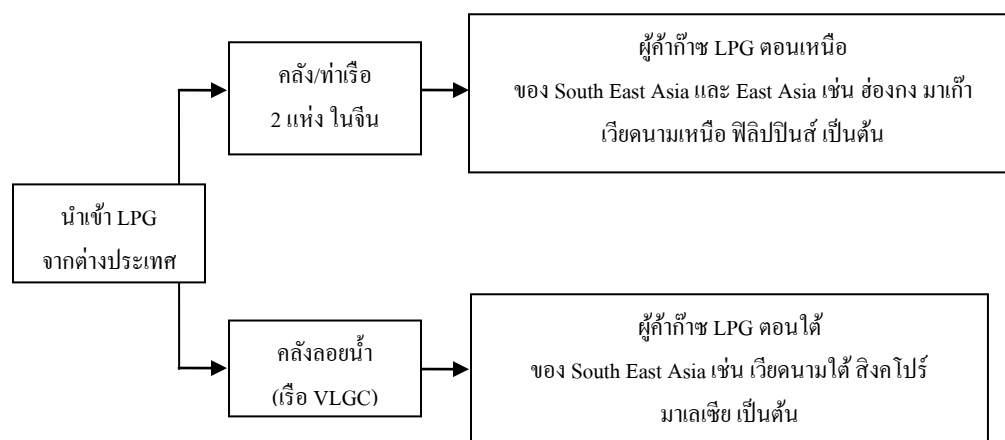 นำเข้า LPG
จากต่างประเทศ
คลัง/ท่าเรือ
2 แห่ง ในจีน
ผู้ค้าก๊าซ LPG ตอนเหนือ
ของ South East Asia และ East Asia เช่น ฮ่องกง มาเก๊า
เวียดนามเหนือ ฟิลิปปินส์ เป็นต้น
คลังลอยน้ำ
(เรือ VLGC)
ผู้ค้าก๊าซ LPG ตอนใต้
ของ South East Asia เช่น เวียดนามใต้ สิงคโปร์
มาเลเซีย เป็นต้น